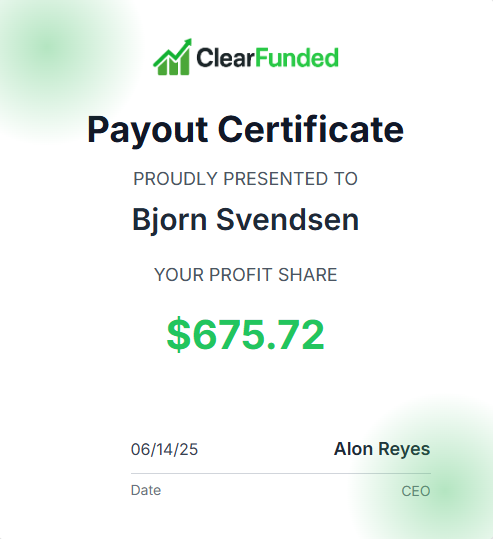 ClearFunded
Payout Certificate
PROUDLY PRESENTED TO
Bjorn Svendsen
YOUR PROFIT SHARE
$675.72
06/14/25 Alon Reyes
Date CEO